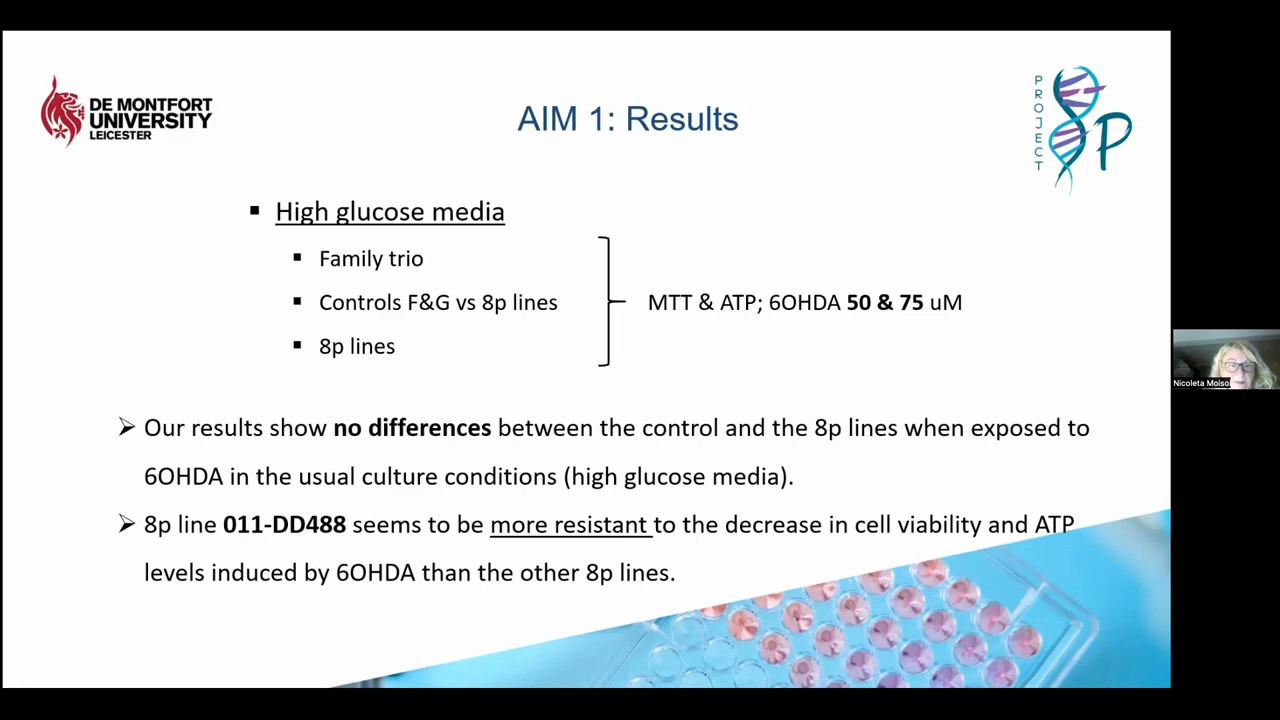 DE MONTFORT
UNIVERSITY
LEICESTER
AIM 1: Results
PROJECT
8P
▪ High glucose media
▪ Family trio
▪ Controls F&G vs 8p lines
▪ 8p lines
MTT & ATP; 6OHDA 50 & 75 uM
➢ Our results show no differences between the control and the 8p lines when exposed to
6OHDA in the usual culture conditions (high glucose media).
➢ 8p line 011-DD488 seems to be more resistant to the decrease in cell viability and ATP
levels induced by 6OHDA than the other 8p lines.
Nicoleta Moiso